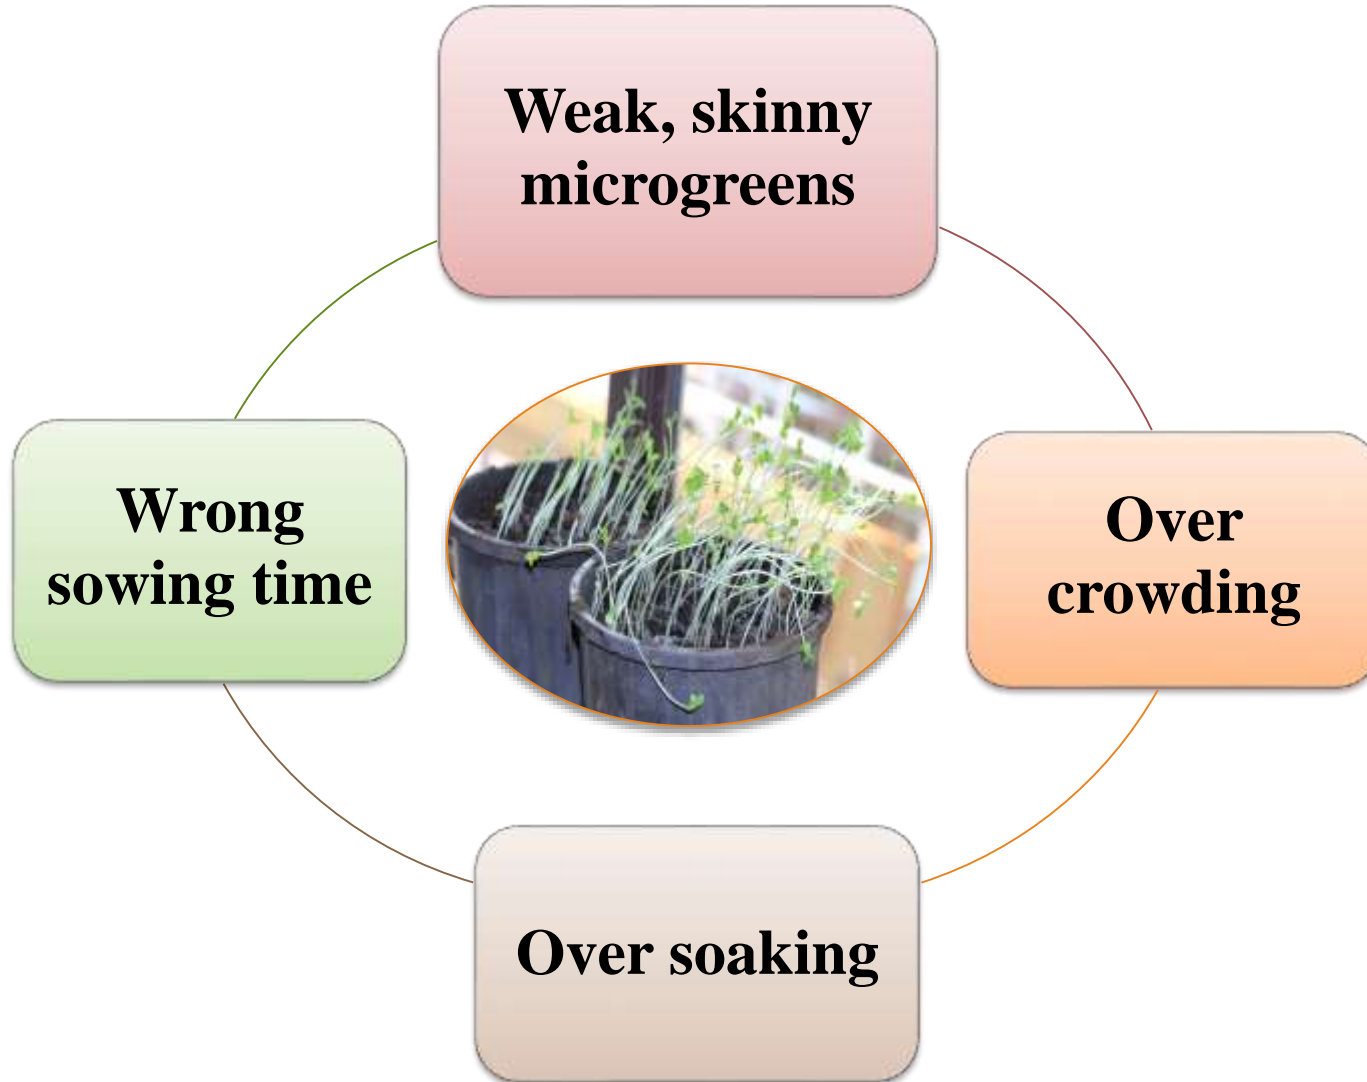 Weak, skinny
microgreens
Over
crowding
Over soaking
Wrong
sowing time